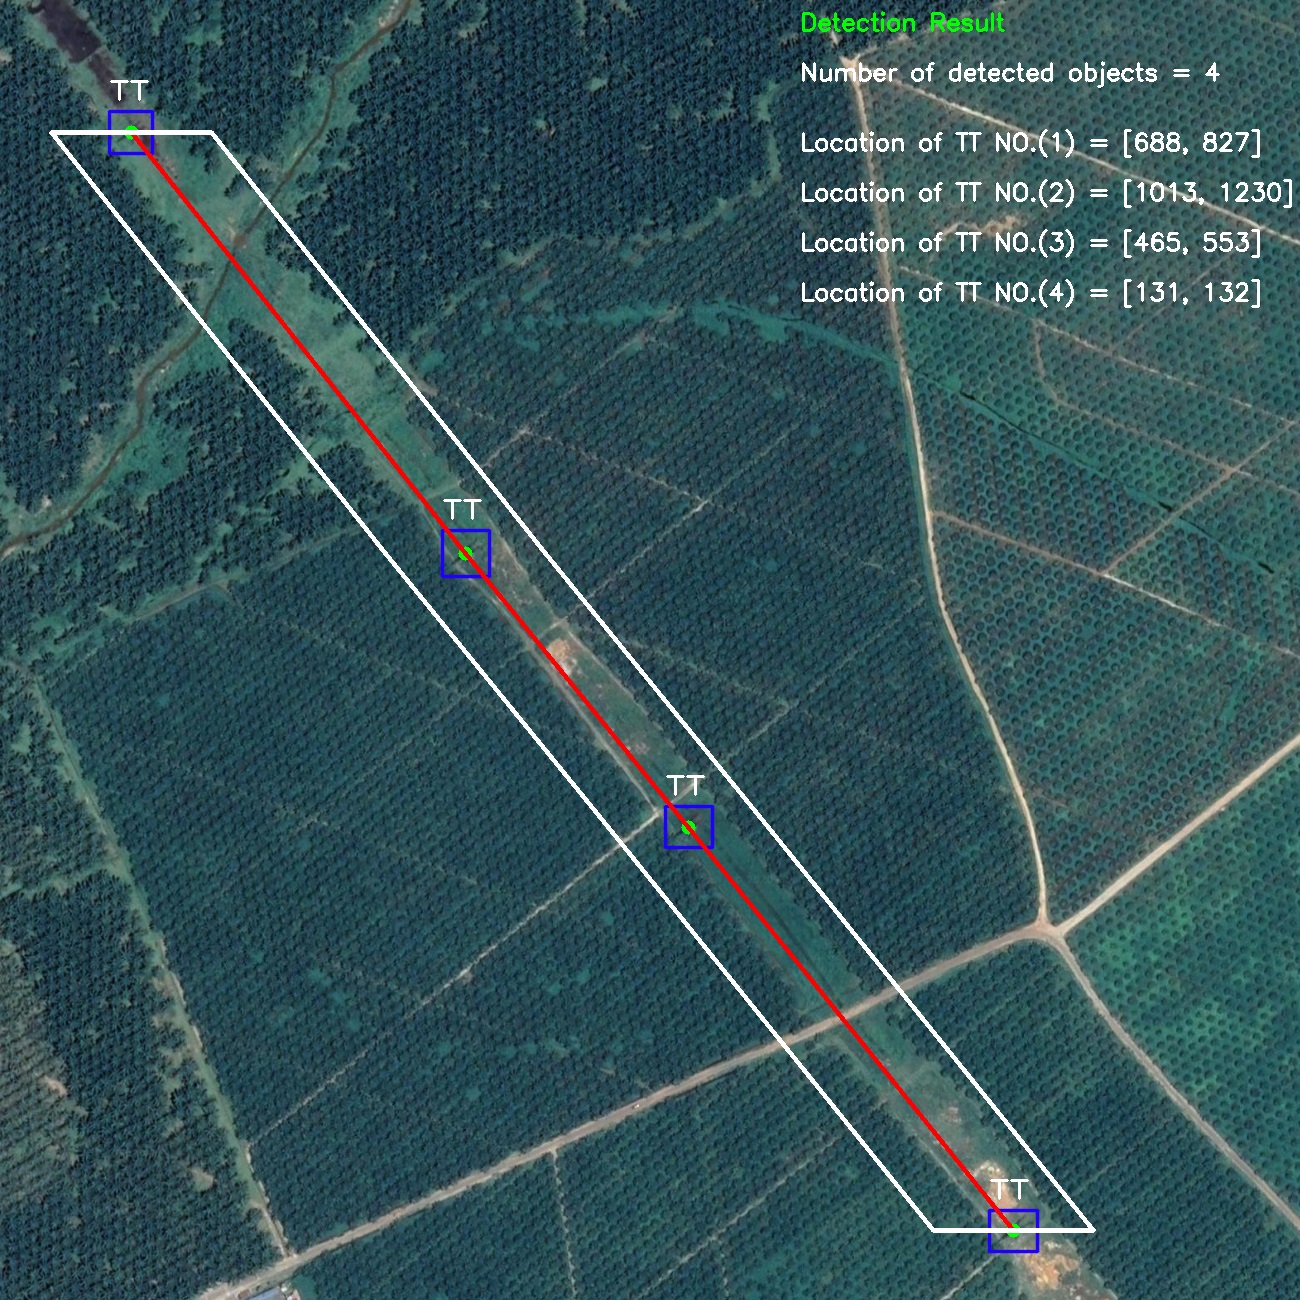 Detection Result
Number of detected objects = 4
Location of TT NO.(1) = [688, 827]
Location of TT NO.(2) = [1013, 1230]
Location of TT NO.(3) = [465, 553]
Location of TT NO.(4) = [131, 132]
TT
TT
TT
TT